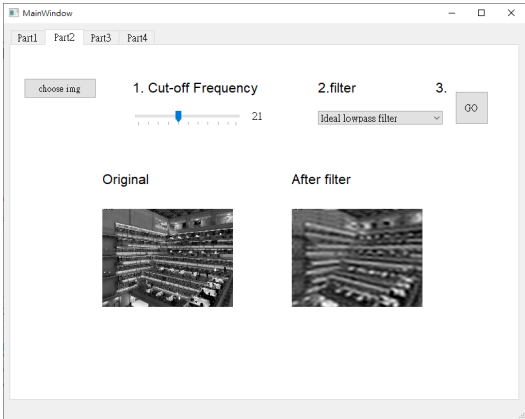 MainWindow
Part1 Part2 Part3 Part4
choose img
1. Cut-off Frequency
2.filter
3.
21
Ideal lowpass filter
GO
Original
After filter